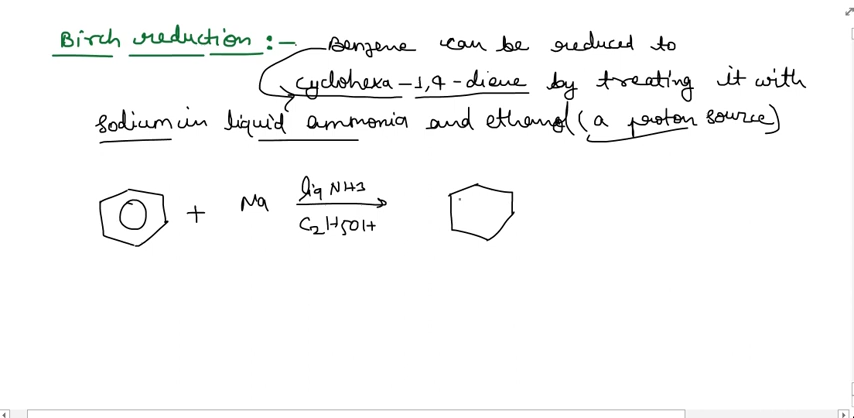 Birch reduction :- Benzene can be reduced to
cyclohexa-1,4-diene by treating it with
sodium in liquid ammonia and ethanol (a proton source)
+ Na liq NH3
C2H5OH